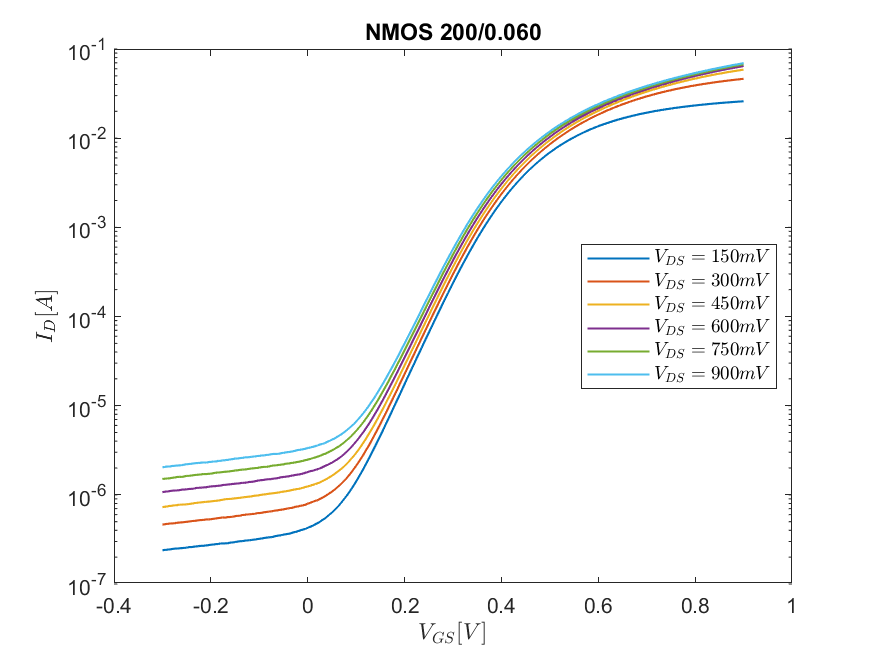 NMOS 200/0.060
10-1
10-2
10-3
10-4
10-5
10-6
10-7
I_D[A]
V_DS = 150mV
V_DS = 300mV
V_DS = 450mV
V_DS = 600mV
V_DS = 750mV
V_DS = 900mV
-0.4 -0.2 0 0.2 0.4 0.6 0.8 1
V_GS[V]